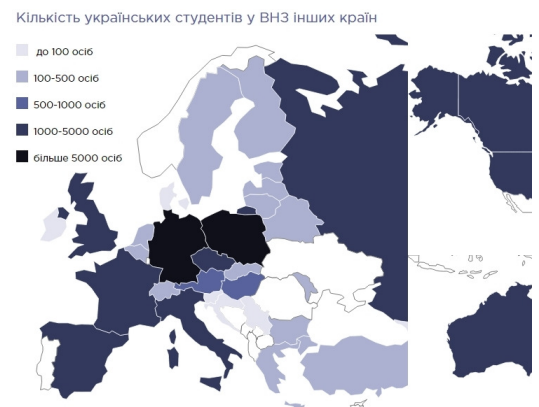 Кількість українських студентів у ВНЗ інших країн
до 100 осіб
100-500 осіб
500-1000 осіб
1000-5000 осіб
більше 5000 осіб